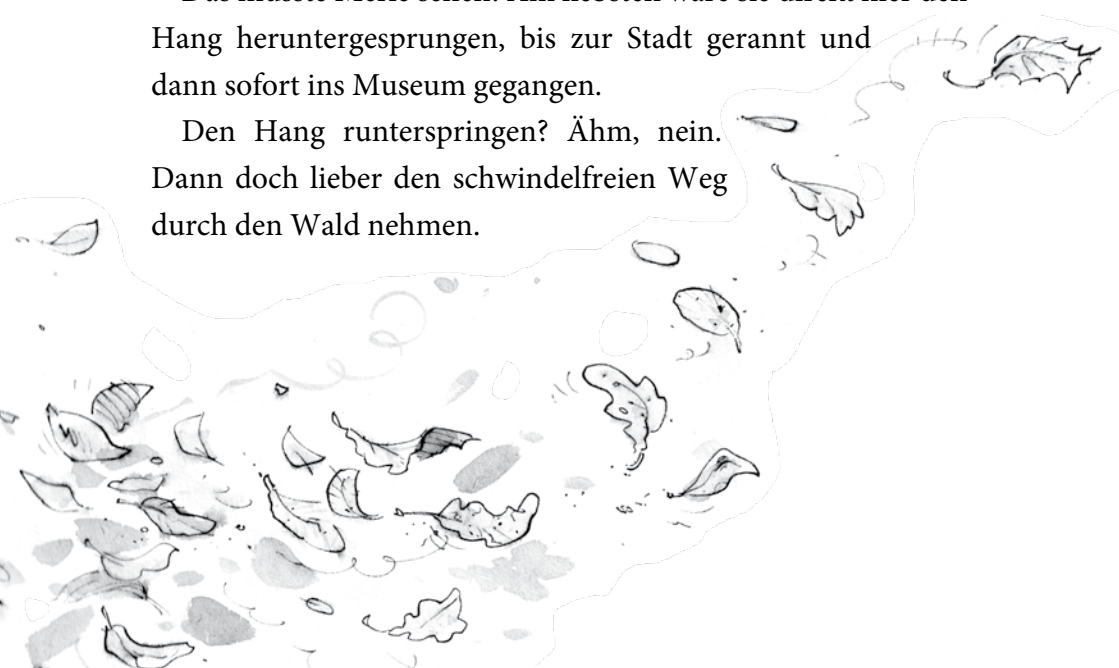 Hang heruntergesprungen, bis zur Stadt gerannt und
dann sofort ins Museum gegangen.
Den Hang runterspringen? Ähm, nein.
Dann doch lieber den schwindelfreien Weg
durch den Wald nehmen.